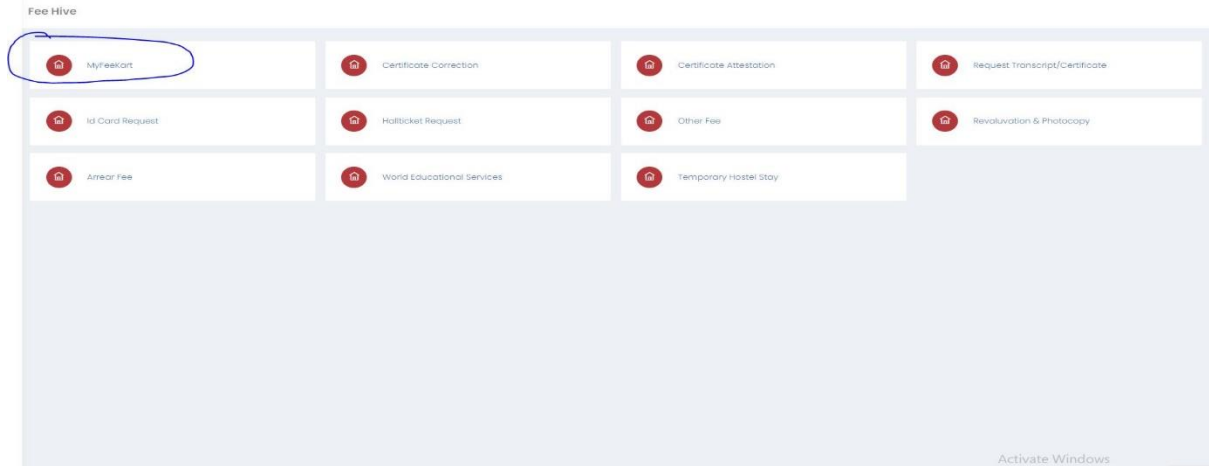 Fee Hive
MyFeeKart
Certificate Correction
Certificate Attestation
Request Transcript/Certificate
Id Card Request
Hallticket Request
Other Fee
Revaluvation & Photocopy
Arrear Fee
World Educational Services
Temporary Hostel Stay
Activate Windows